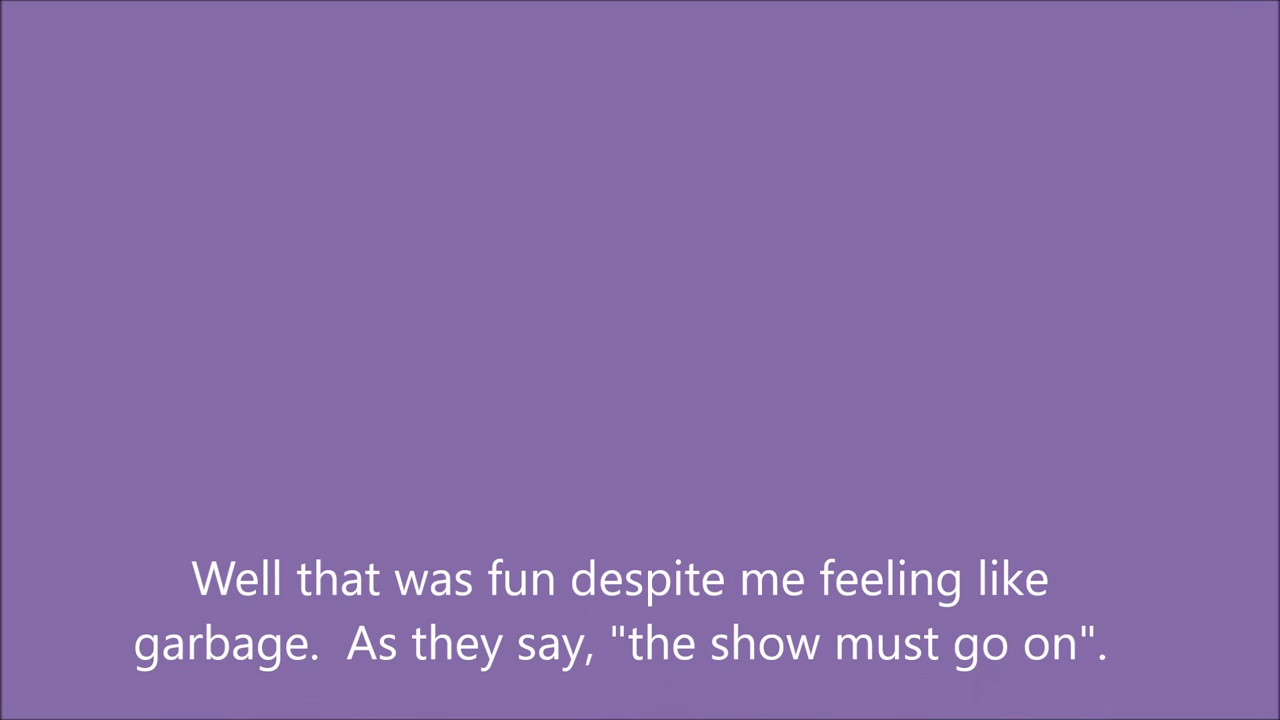 Well that was fun despite me feeling like
garbage.  As they say, "the show must go on".